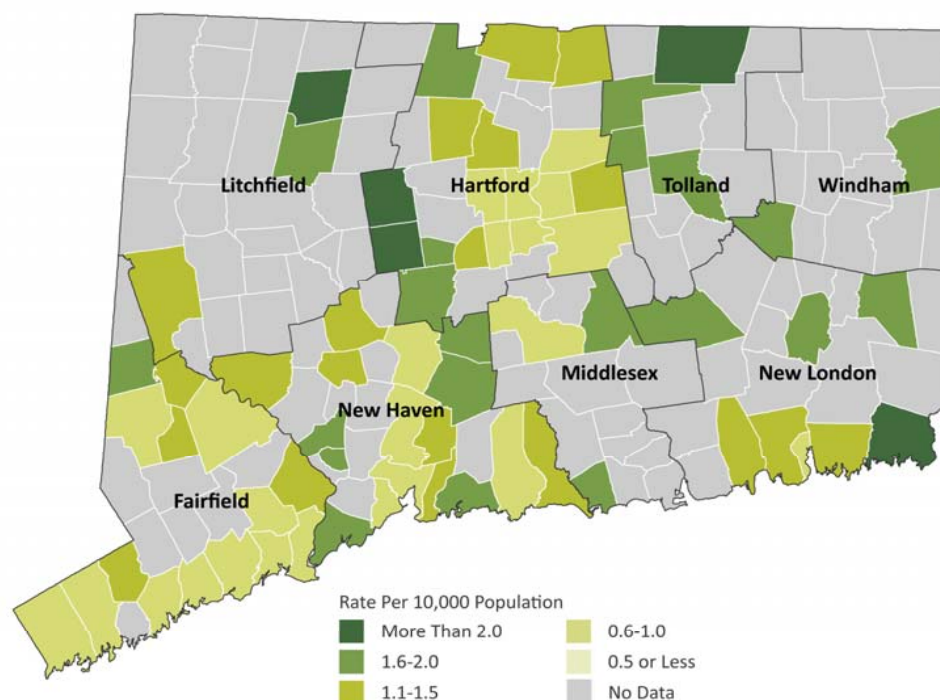 Litchfield
Hartford
Tolland
Windham
Middlesex
New London
New Haven
Fairfield
Rate Per 10,000 Population
More Than 2.0
1.6-2.0
1.1-1.5
0.6-1.0
0.5 or Less
No Data